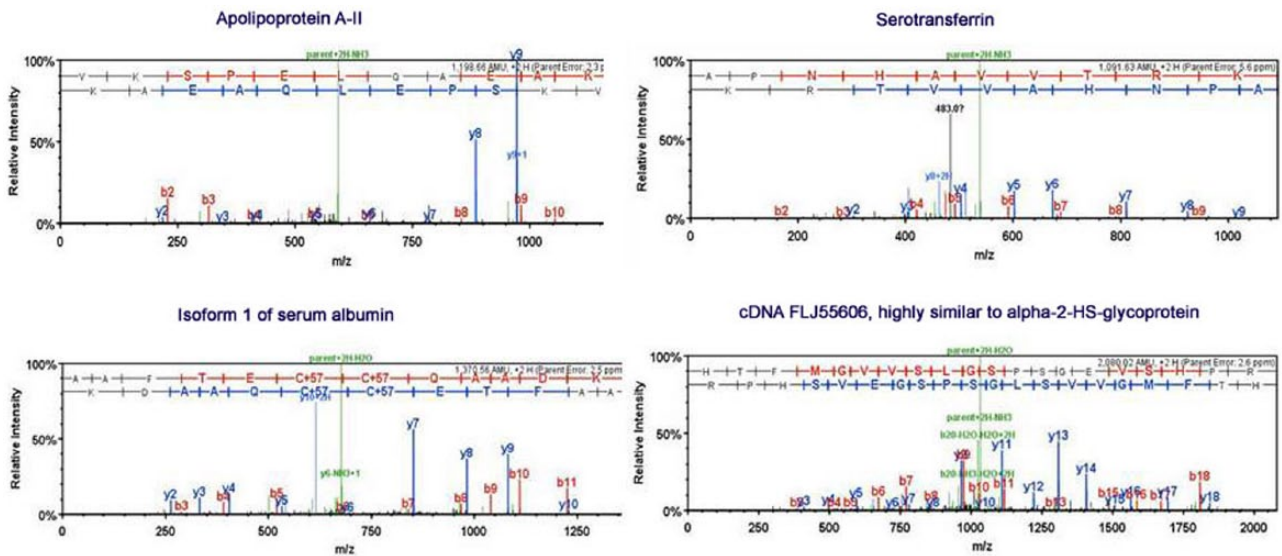 Apolipoprotein A-II
parent+2H-NH3
1,198.66 AMU, +2 H (Parent Error: 2.3 p
V K S P E L Q A E A K
K A E A Q L E P S K V
Relative Intensity
100%
50%
0%
y9
y8
y9+1
b2
y2
b3
y3
y4
y7
b8
b9
b10
0 250 500 750 1000
m/z
Serotransferrin
parent+2H-NH3
1,091.63 AMU, +2 H (Parent Error: 5.6 ppm)
A P N H A V V T R K
K R T V V A H N P A
Relative Intensity
100%
50%
0%
483.0?
y8+2H
b2
b3
y2
y3
b4
b5
y4
b6
y5
y6
b7
b8
y7
y8
b9
y9
0 200 400 600 800 1000
m/z
Isoform 1 of serum albumin
parent+2H-H2O
1,370.56 AMU, +2 H (Parent Error: 2.5 ppm
A A F T E C+57 C+57 Q A A D K
K D A A Q C+57 C+57 E T F A A
Relative Intensity
100%
50%
0%
y10+2H
y6-NH3+1
y2
b3
y3
b4
y4
b5
y5
y6
b7
y7
b8
y8
b9
y9
b10
b11
y10
0 250 500 750 1000 1250
m/z
cDNA FLJ55606, highly similar to alpha-2-HS-glycoprotein
parent+2H-H2O
2,080.02 AMU, +2 H (Parent Error: 2.6 ppm)
H T F M G V V S L G S P S G E V S H P R
R P H S V E G S P S G L S V V G M F T H
Relative Intensity
100%
50%
0%
parent+2H-NH3
b20-H2O-H2O+2H
b20-NH3-H2O+2H
y3
b4
y4
b5
y5
b6
b7
y7
b8
y8
b10
y10
y11
b11
y12
y13
b13
y14
b15
y15
y16
b16
y17
b18
y18
0 250 500 750 1000 1250 1500 1750 2000
m/z